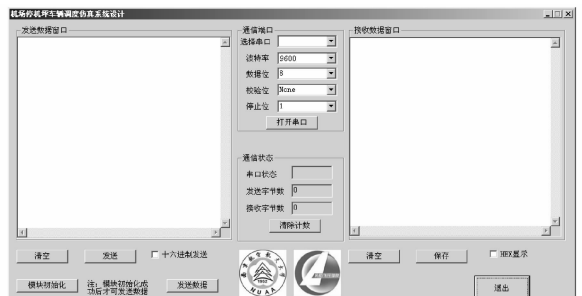 机场停机坪车辆调度仿真系统设计
发送数据窗口
通信端口
接收数据窗口
选择串口
波特率 9600
数据位 8
校验位 None
停止位 1
打开串口
通信状态
串口状态
发送字节数 0
接收字节数 0
清除计数
清空
发送
十六进制发送
清空
保存
HEX显示
模块初始化
注：模块初始化成
功后才可发送数据
发送数据
NUAA
退出